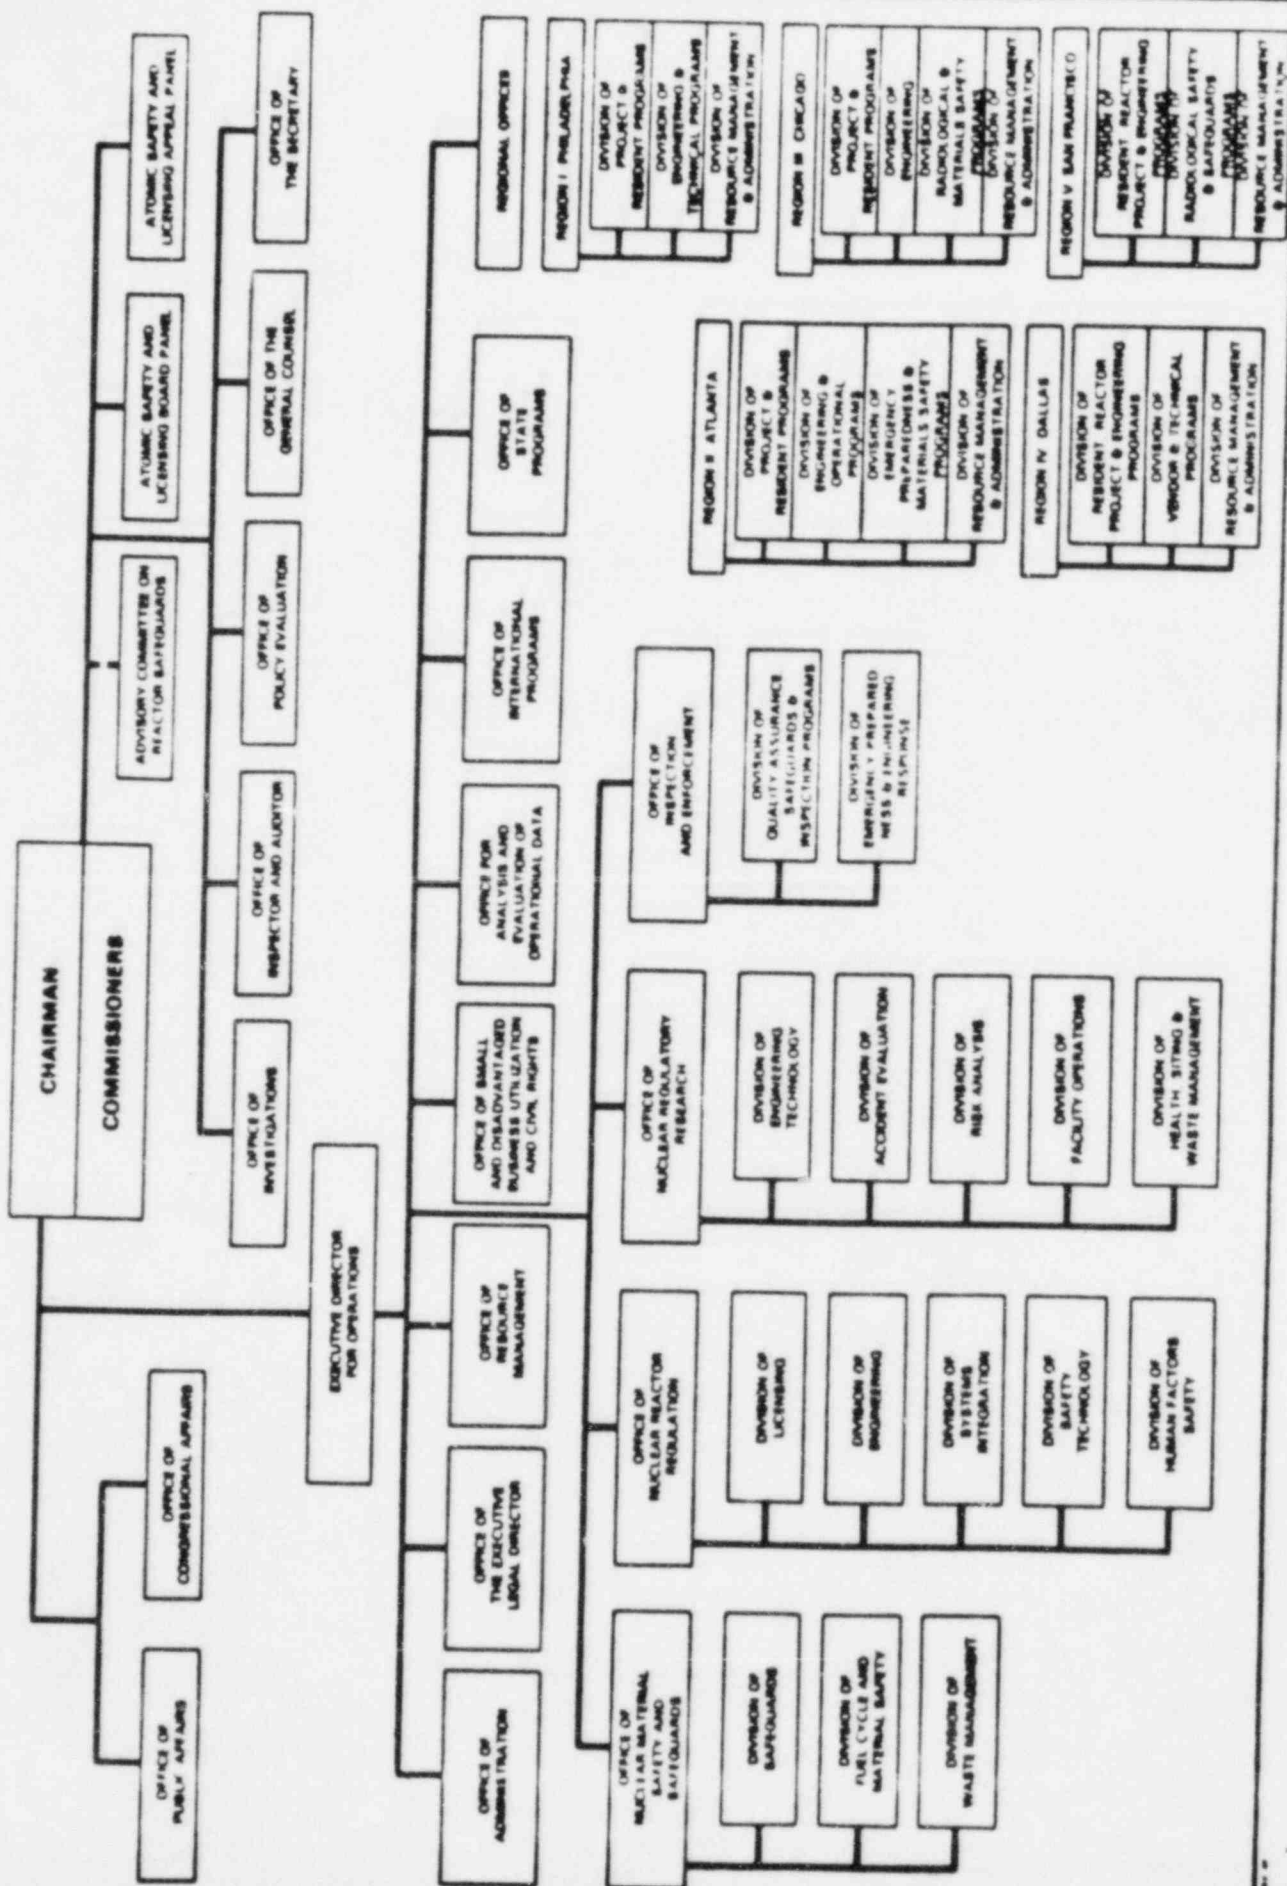 CHAIRMAN
COMMISSIONERS
OFFICE OF
PUBLIC AFFAIRS
OFFICE OF
CONGRESSIONAL AFFAIRS
ADVISORY COMMITTEE ON
REACTOR SAFEGUARDS
ATOMIC SAFETY AND
LICENSING BOARD PANEL
ATOMIC SAFETY AND
LICENSING APPEAL PANEL
OFFICE OF
INVESTIGATIONS
OFFICE OF
INSPECTOR AND AUDITOR
OFFICE OF
POLICY EVALUATION
OFFICE OF THE
GENERAL COUNSEL
OFFICE OF
THE SECRETARY
EXECUTIVE DIRECTOR
FOR OPERATIONS
OFFICE OF
ADMINISTRATION
OFFICE OF
THE EXECUTIVE
LEGAL DIRECTOR
OFFICE OF
RESOURCE
MANAGEMENT
OFFICE OF SMALL
AND DISADVANTAGED
BUSINESS UTILIZATION
AND CIVIL RIGHTS
OFFICE FOR
ANALYSIS AND
EVALUATION OF
OPERATIONAL DATA
OFFICE OF
INTERNATIONAL
PROGRAMS
OFFICE OF
STATE
PROGRAMS
REGIONAL OFFICES
OFFICE OF
NUCLEAR MATERIAL
SAFETY AND
SAFEGUARDS
DIVISION OF
SAFEGUARDS
DIVISION OF
FUEL CYCLE AND
MATERIAL SAFETY
DIVISION OF
WASTE MANAGEMENT
OFFICE OF
NUCLEAR REACTOR
REGULATION
DIVISION OF
LICENSING
DIVISION OF
ENGINEERING
DIVISION OF
SYSTEMS
INTEGRATION
DIVISION OF
SAFETY
TECHNOLOGY
DIVISION OF
HUMAN FACTORS
SAFETY
OFFICE OF
NUCLEAR REGULATORY
RESEARCH
DIVISION OF
ENGINEERING
TECHNOLOGY
DIVISION OF
ACCIDENT EVALUATION
DIVISION OF
RISK ANALYSIS
DIVISION OF
FACILITY OPERATIONS
DIVISION OF
HEALTH, SITING &
WASTE MANAGEMENT
OFFICE OF
INSPECTION
AND ENFORCEMENT
DIVISION OF
QUALITY ASSURANCE
SAFEGUARDS &
INSPECTION PROGRAMS
DIVISION OF
EMERGENCY PREPARED
NESS & ENGINEERING
RESPONSE
REGION I PHILADELPHIA
DIVISION OF
PROJECT &
RESIDENT PROGRAMS
DIVISION OF
ENGINEERING &
TECHNICAL PROGRAMS
DIVISION OF
RESOURCE MANAGEMENT
& ADMINISTRATION
REGION II ATLANTA
DIVISION OF
PROJECT &
RESIDENT PROGRAMS
DIVISION OF
ENGINEERING &
OPERATIONAL
PROGRAMS
DIVISION OF
EMERGENCY
PREPAREDNESS &
MATERIALS SAFETY
PROGRAMS
DIVISION OF
RESOURCE MANAGEMENT
& ADMINISTRATION
REGION III CHICAGO
DIVISION OF
PROJECT &
RESIDENT PROGRAMS
DIVISION OF
ENGINEERING
DIVISION OF
RADIOLOGICAL &
MATERIALS SAFETY
PROGRAMS
DIVISION OF
RESOURCE MANAGEMENT
& ADMINISTRATION
REGION IV DALLAS
DIVISION OF
RESIDENT REACTOR
PROJECT & ENGINEERING
PROGRAMS
DIVISION OF
VENDOR & TECHNICAL
PROGRAMS
DIVISION OF
RESOURCE MANAGEMENT
& ADMINISTRATION
REGION V SAN FRANCISCO
DIVISION OF
RESIDENT REACTOR
PROJECT & ENGINEERING
PROGRAMS
DIVISION OF
RADIOLOGICAL SAFETY
& SAFEGUARDS
PROGRAMS
DIVISION OF
RESOURCE MANAGEMENT
& ADMINISTRATION